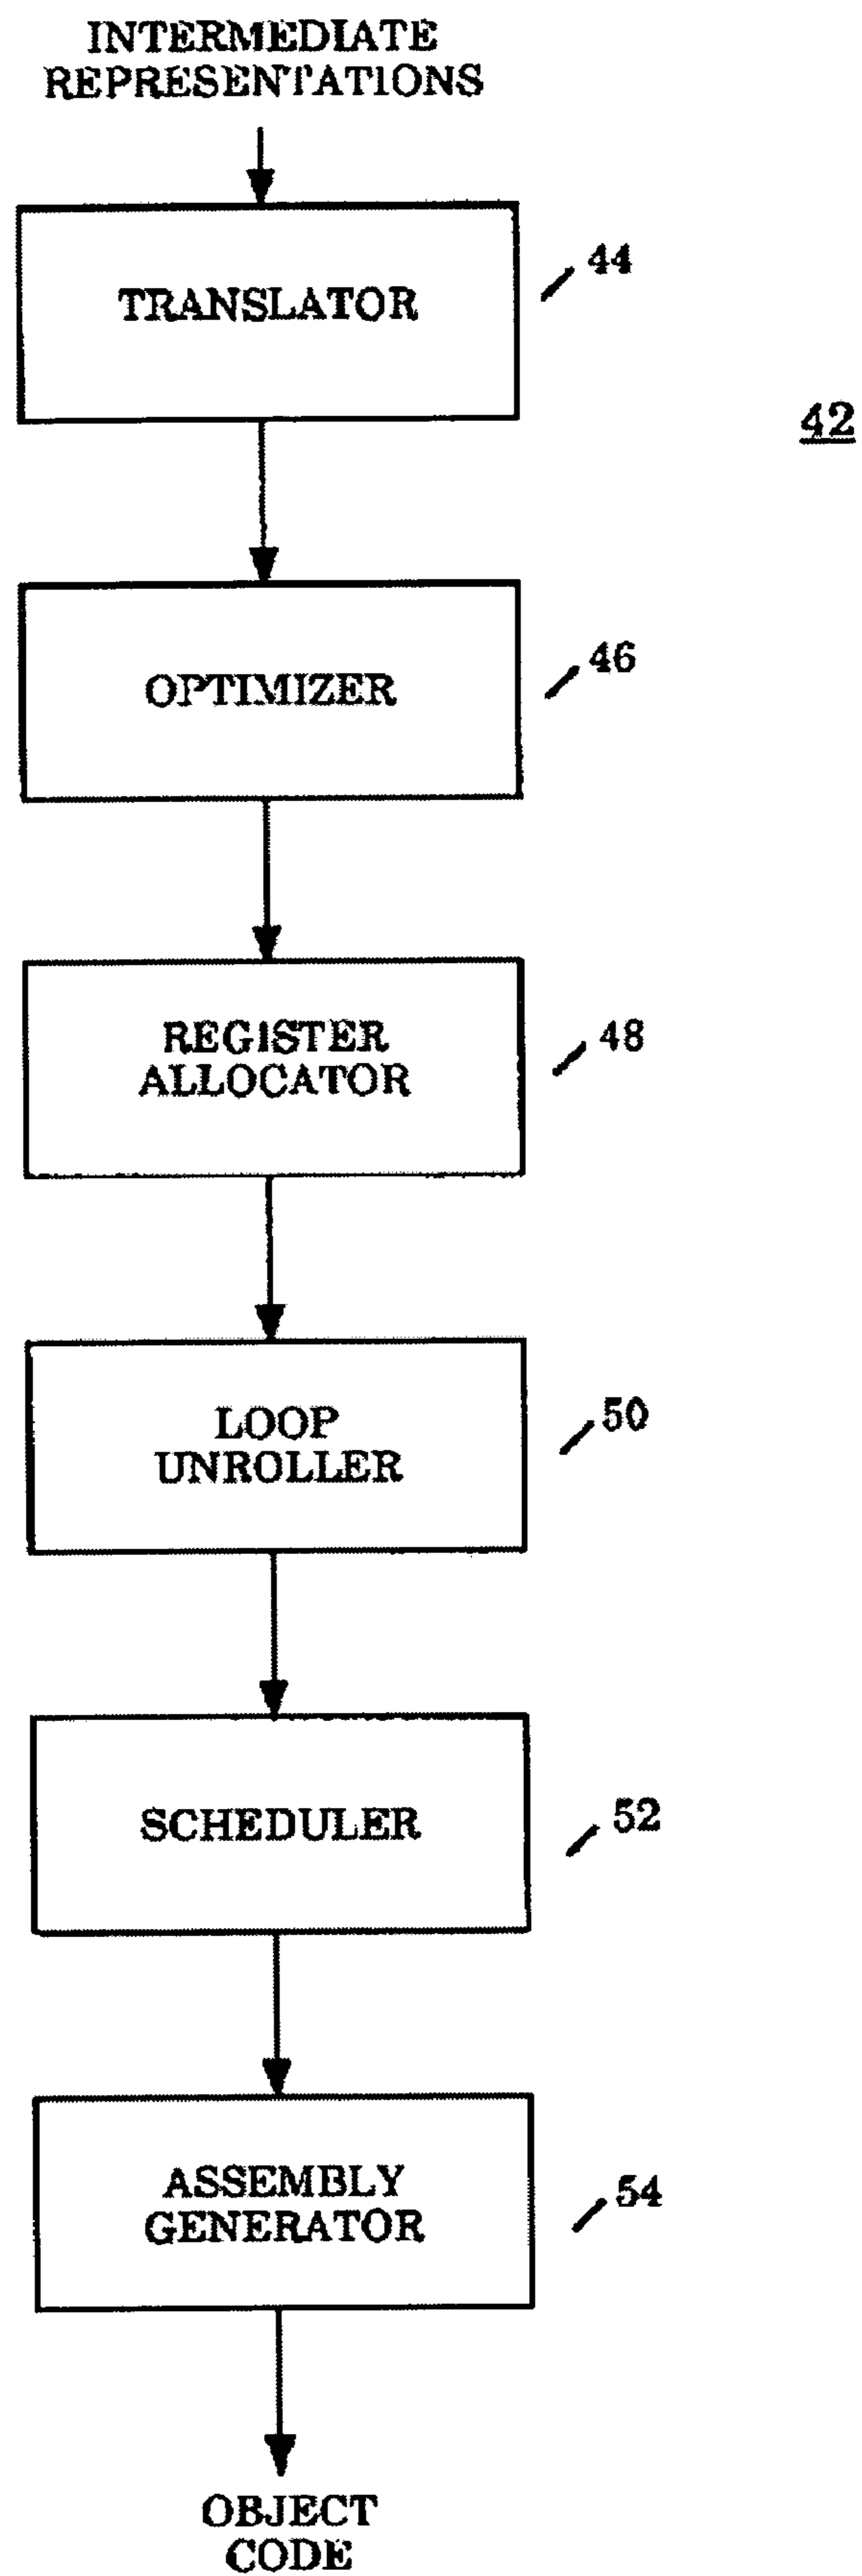 INTERMEDIATE
REPRESENTATIONS
TRANSLATOR
44
42
OPTIMIZER
46
REGISTER
ALLOCATOR
48
LOOP
UNROLLER
50
SCHEDULER
52
ASSEMBLY
GENERATOR
54
OBJECT
CODE